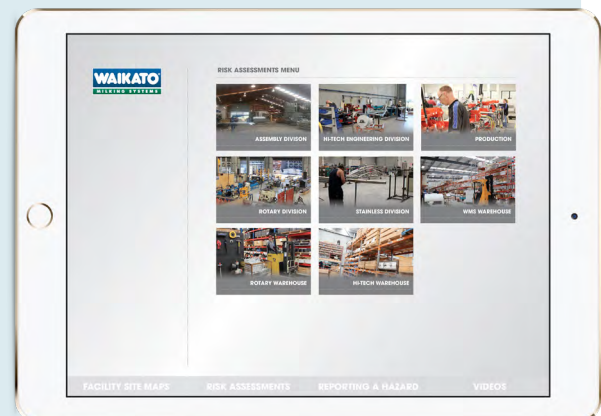 WAIKATO
MILKING SYSTEMS
RISK ASSESSMENTS MENU
ASSEMBLY DIVISON
HI-TECH ENGINEERING DIVISION
PRODUCTION
ROTARY DIVISION
STAINLESS DIVISION
WMS WAREHOUSE
ROTARY WAREHOUSE
HI-TECH WAREHOUSE
FACILITY SITE MAPS
RISK ASSESSMENTS
REPORTING A HAZARD
VIDEOS